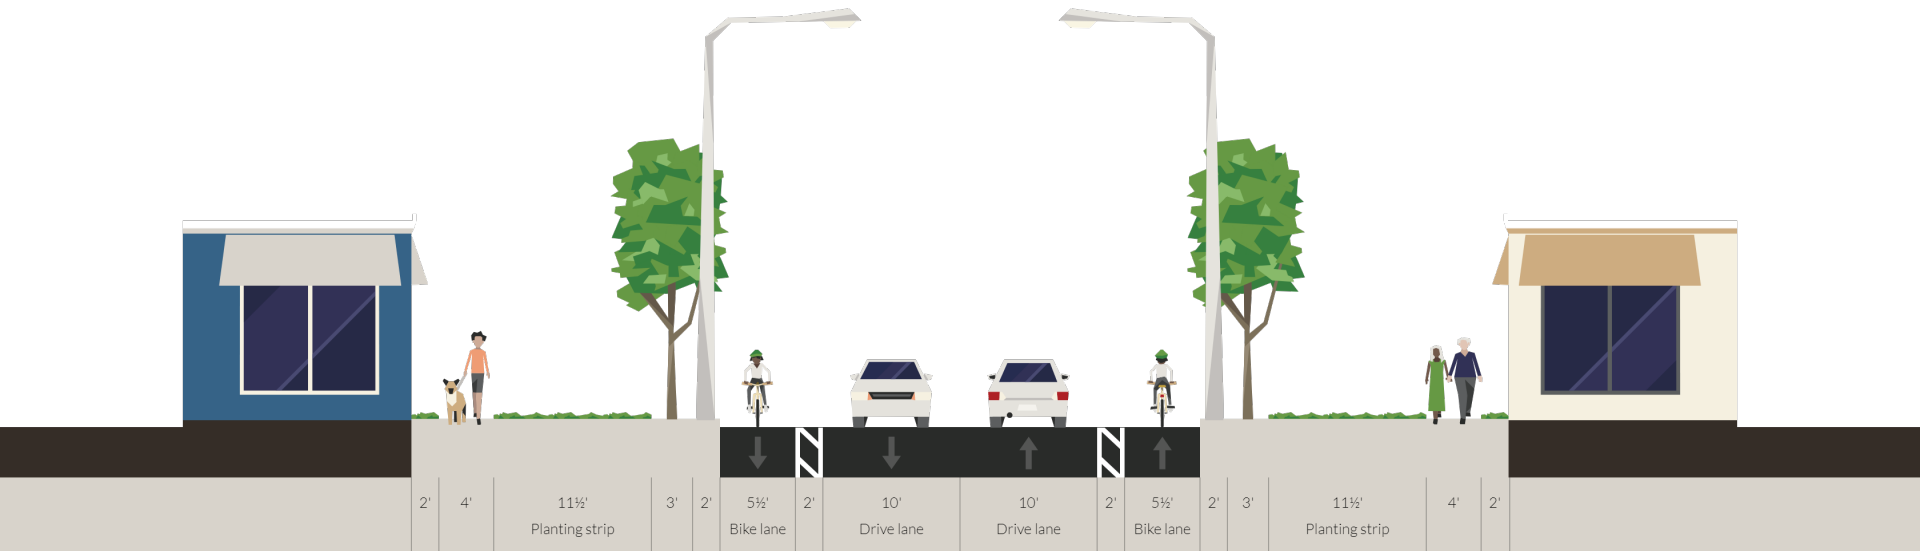 2' 4' 11½' 3' 2' 5½' 2' 10' 10' 2' 5½' 2' 3' 11½' 4' 2'
Planting strip Bike lane Drive lane Drive lane Bike lane Planting strip